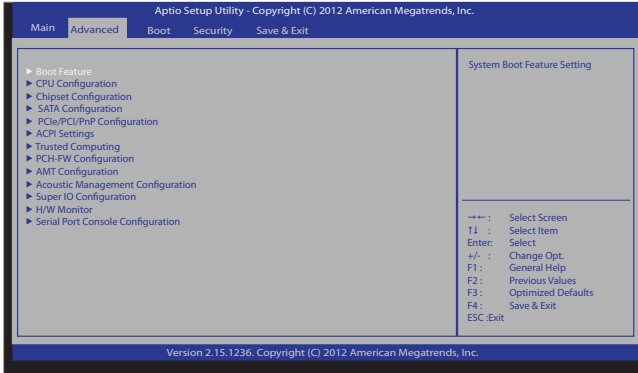 Aptio Setup Utility - Copyright (C) 2012 American Megatrends, Inc.
Main Advanced Boot Security Save & Exit
▶ Boot Feature
▶ CPU Configuration
▶ Chipset Configuration
▶ SATA Configuration
▶ PCIe/PCI/PnP Configuration
▶ ACPI Settings
▶ Trusted Computing
▶ PCH-FW Configuration
▶ AMT Configuration
▶ Acoustic Management Configuration
▶ Super IO Configuration
▶ H/W Monitor
▶ Serial Port Console Configuration
System Boot Feature Setting
→← : Select Screen
↑↓ : Select Item
Enter: Select
+/- : Change Opt.
F1 : General Help
F2 : Previous Values
F3 : Optimized Defaults
F4 : Save & Exit
ESC :Exit
Version 2.15.1236. Copyright (C) 2012 American Megatrends, Inc.